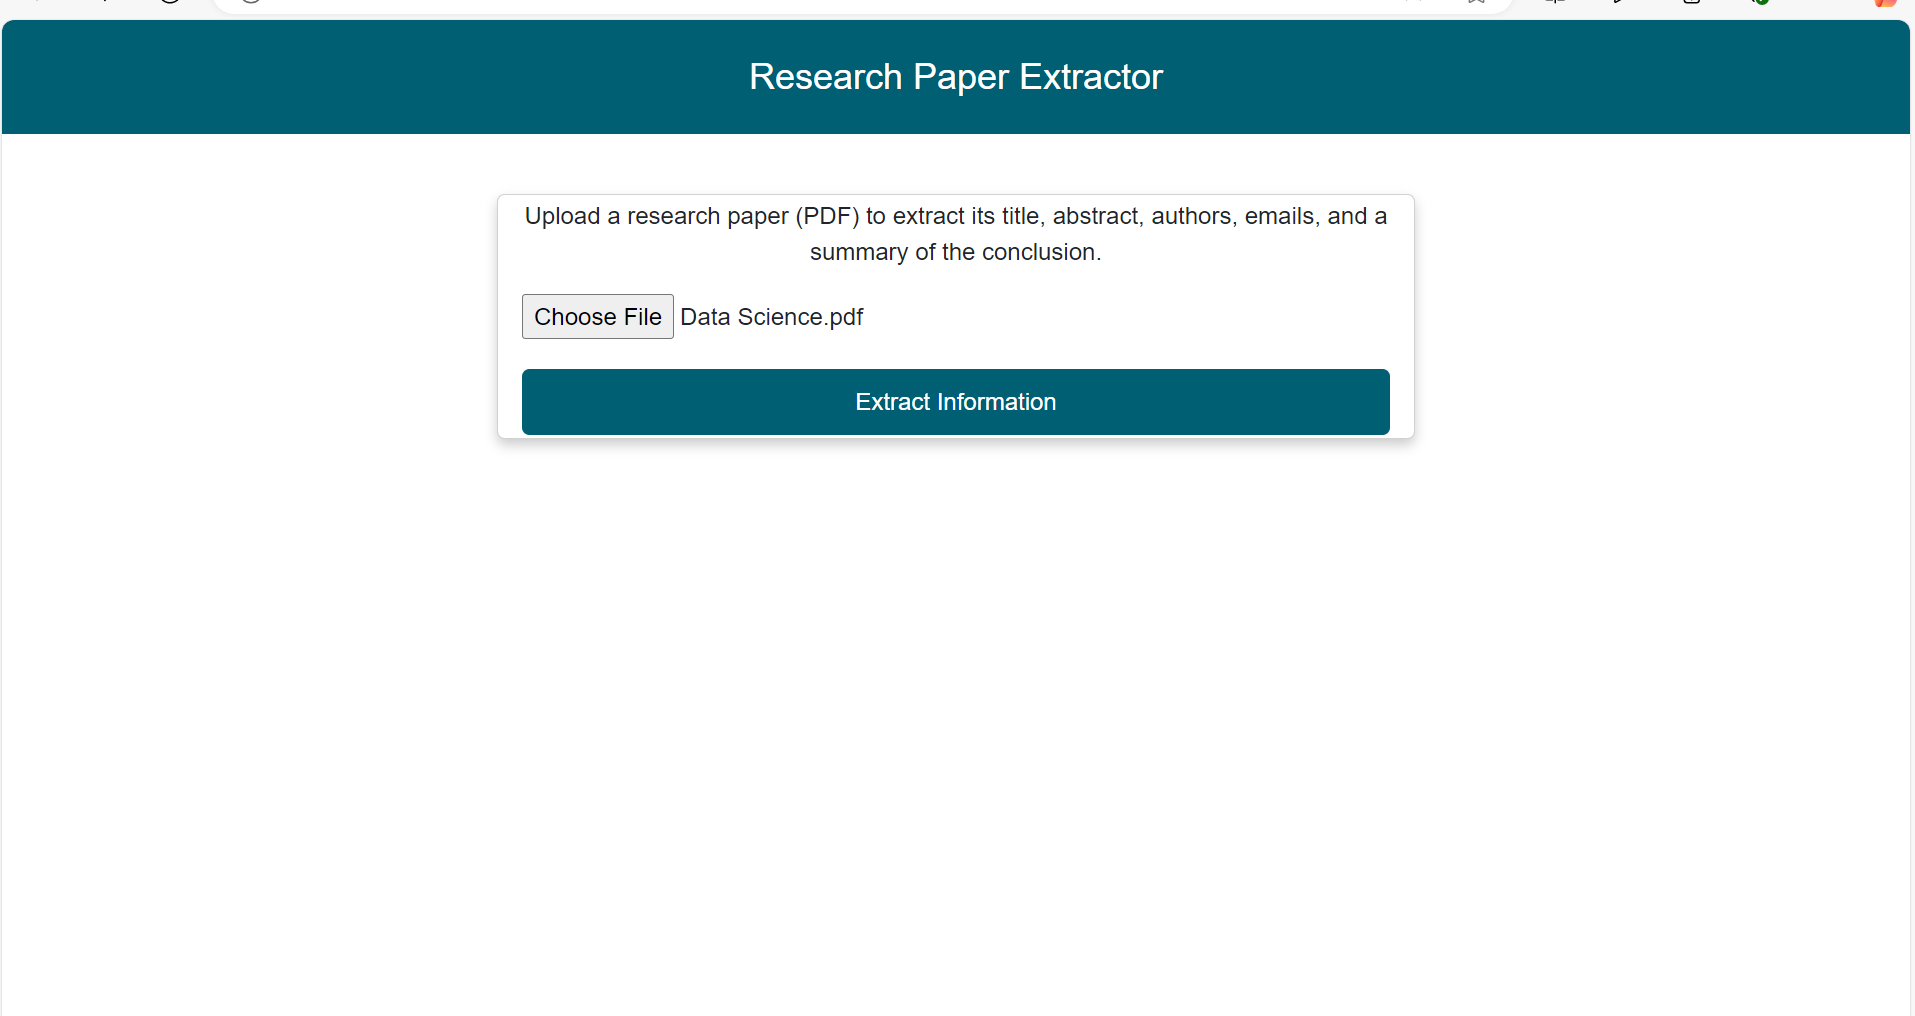 Research Paper Extractor
Upload a research paper (PDF) to extract its title, abstract, authors, emails, and a
summary of the conclusion.
Choose File Data Science.pdf
Extract Information